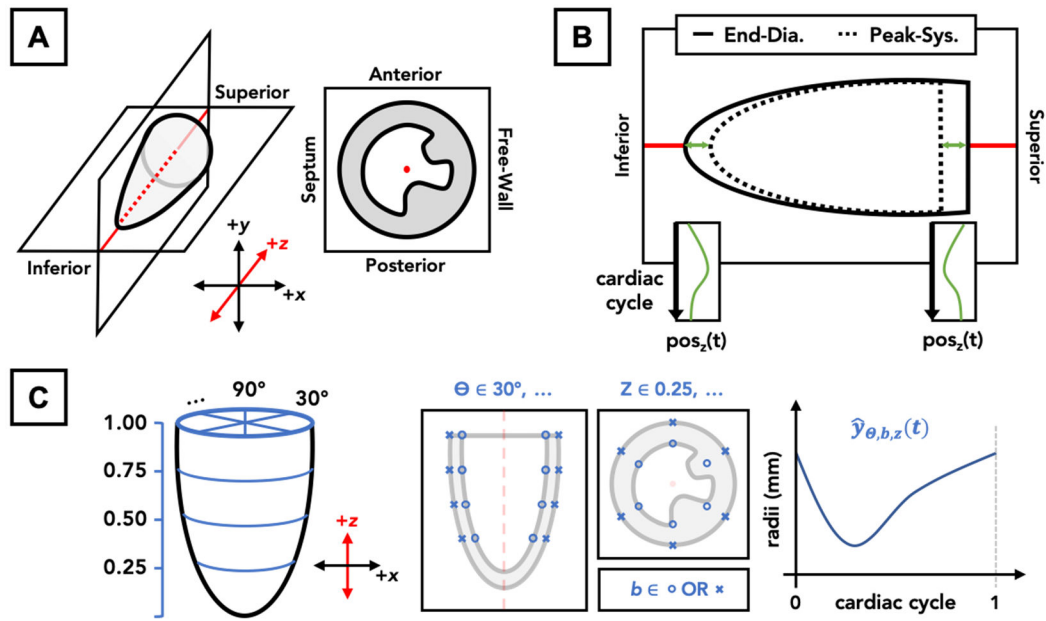 A
Superior
Inferior
+y
+z
+x
Anterior
Septum
Free-Wall
Posterior
B
End-Dia. Peak-Sys.
Inferior
Superior
cardiac
cycle
pos_z(t)
pos_z(t)
C
... 90° 30°
1.00
0.75
0.50
0.25
+z
+x
Θ ∈ 30°, ...
Z ∈ 0.25, ...
b ∈ o OR ×
ŷ_Θ,b,z(t)
radii (mm)
0 cardiac cycle 1